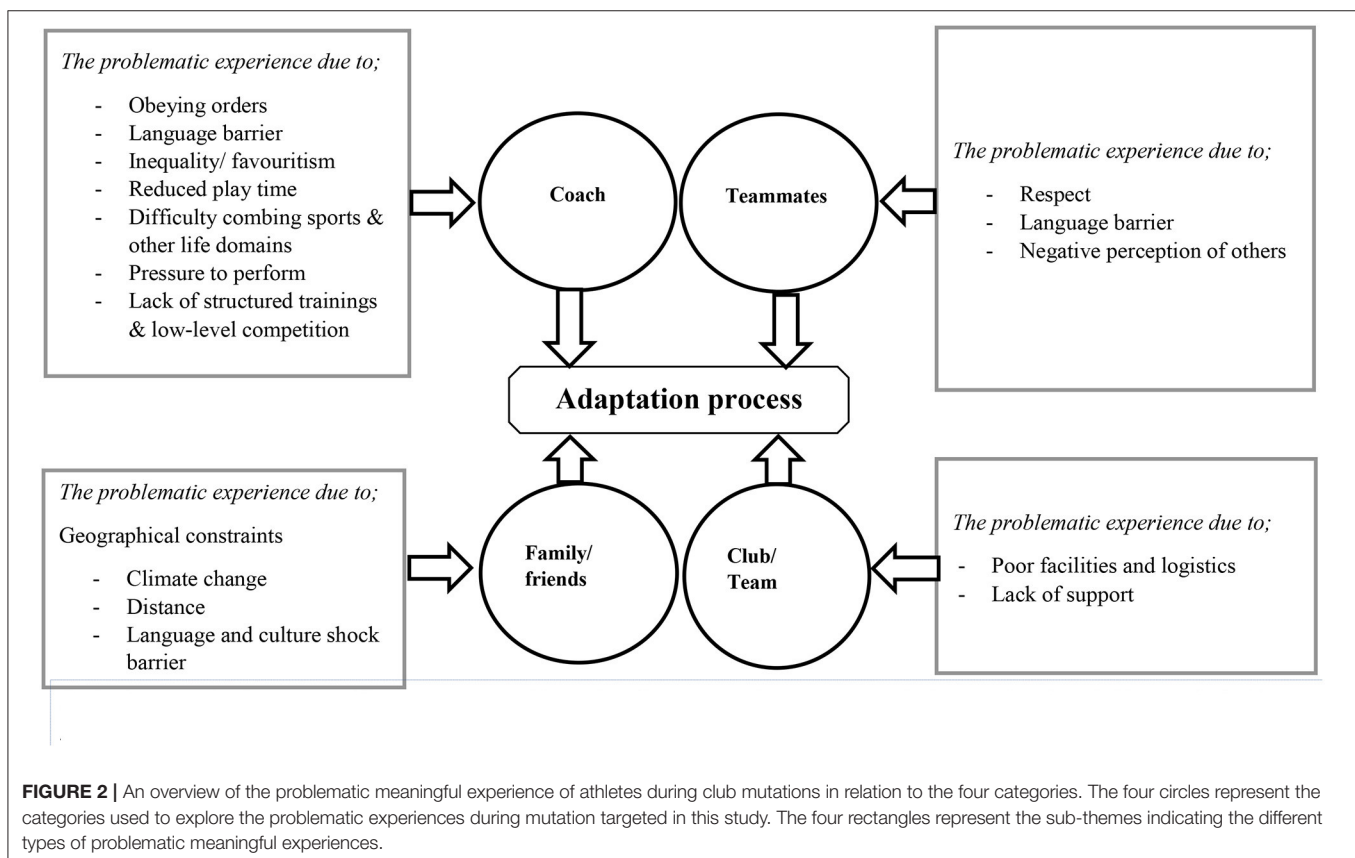 The problematic experience due to;
- Obeying orders
- Language barrier
- Inequality/ favouritism
- Reduced play time
- Difficulty combing sports &
other life domains
- Pressure to perform
- Lack of structured trainings
& low-level competition
Coach
Teammates
The problematic experience due to;
- Respect
- Language barrier
- Negative perception of others
Adaptation process
The problematic experience due to;
Geographical constraints
- Climate change
- Distance
- Language and culture shock
barrier
Family/
friends
Club/
Team
The problematic experience due to;
- Poor facilities and logistics
- Lack of support
FIGURE 2 | An overview of the problematic meaningful experience of athletes during club mutations in relation to the four categories. The four circles represent the
categories used to explore the problematic experiences during mutation targeted in this study. The four rectangles represent the sub-themes indicating the different
types of problematic meaningful experiences.